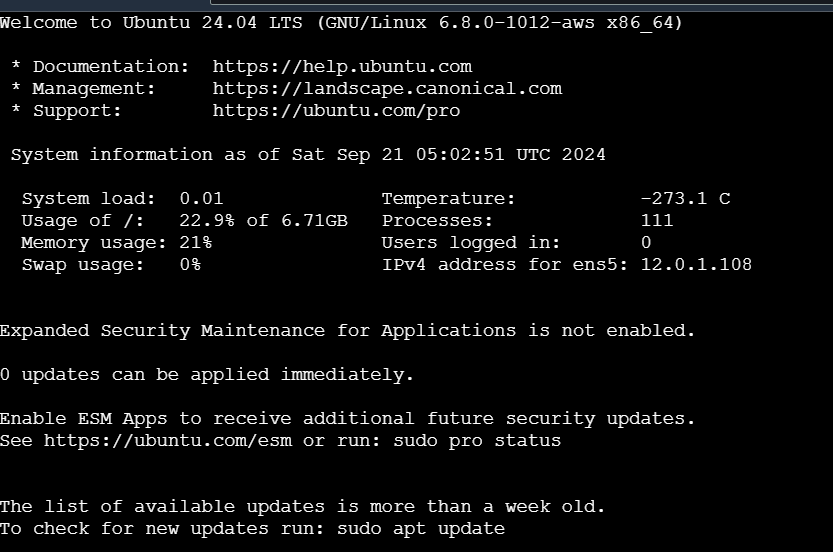 Welcome to Ubuntu 24.04 LTS (GNU/Linux 6.8.0-1012-aws x86_64)
* Documentation: https://help.ubuntu.com
* Management: https://landscape.canonical.com
* Support: https://ubuntu.com/pro
System information as of Sat Sep 21 05:02:51 UTC 2024
System load: 0.01 Temperature: -273.1 C
Usage of /: 22.9% of 6.71GB Processes: 111
Memory usage: 21% Users logged in: 0
Swap usage: 0% IPv4 address for ens5: 12.0.1.108
Expanded Security Maintenance for Applications is not enabled.
0 updates can be applied immediately.
Enable ESM Apps to receive additional future security updates.
See https://ubuntu.com/esm or run: sudo pro status
The list of available updates is more than a week old.
To check for new updates run: sudo apt update